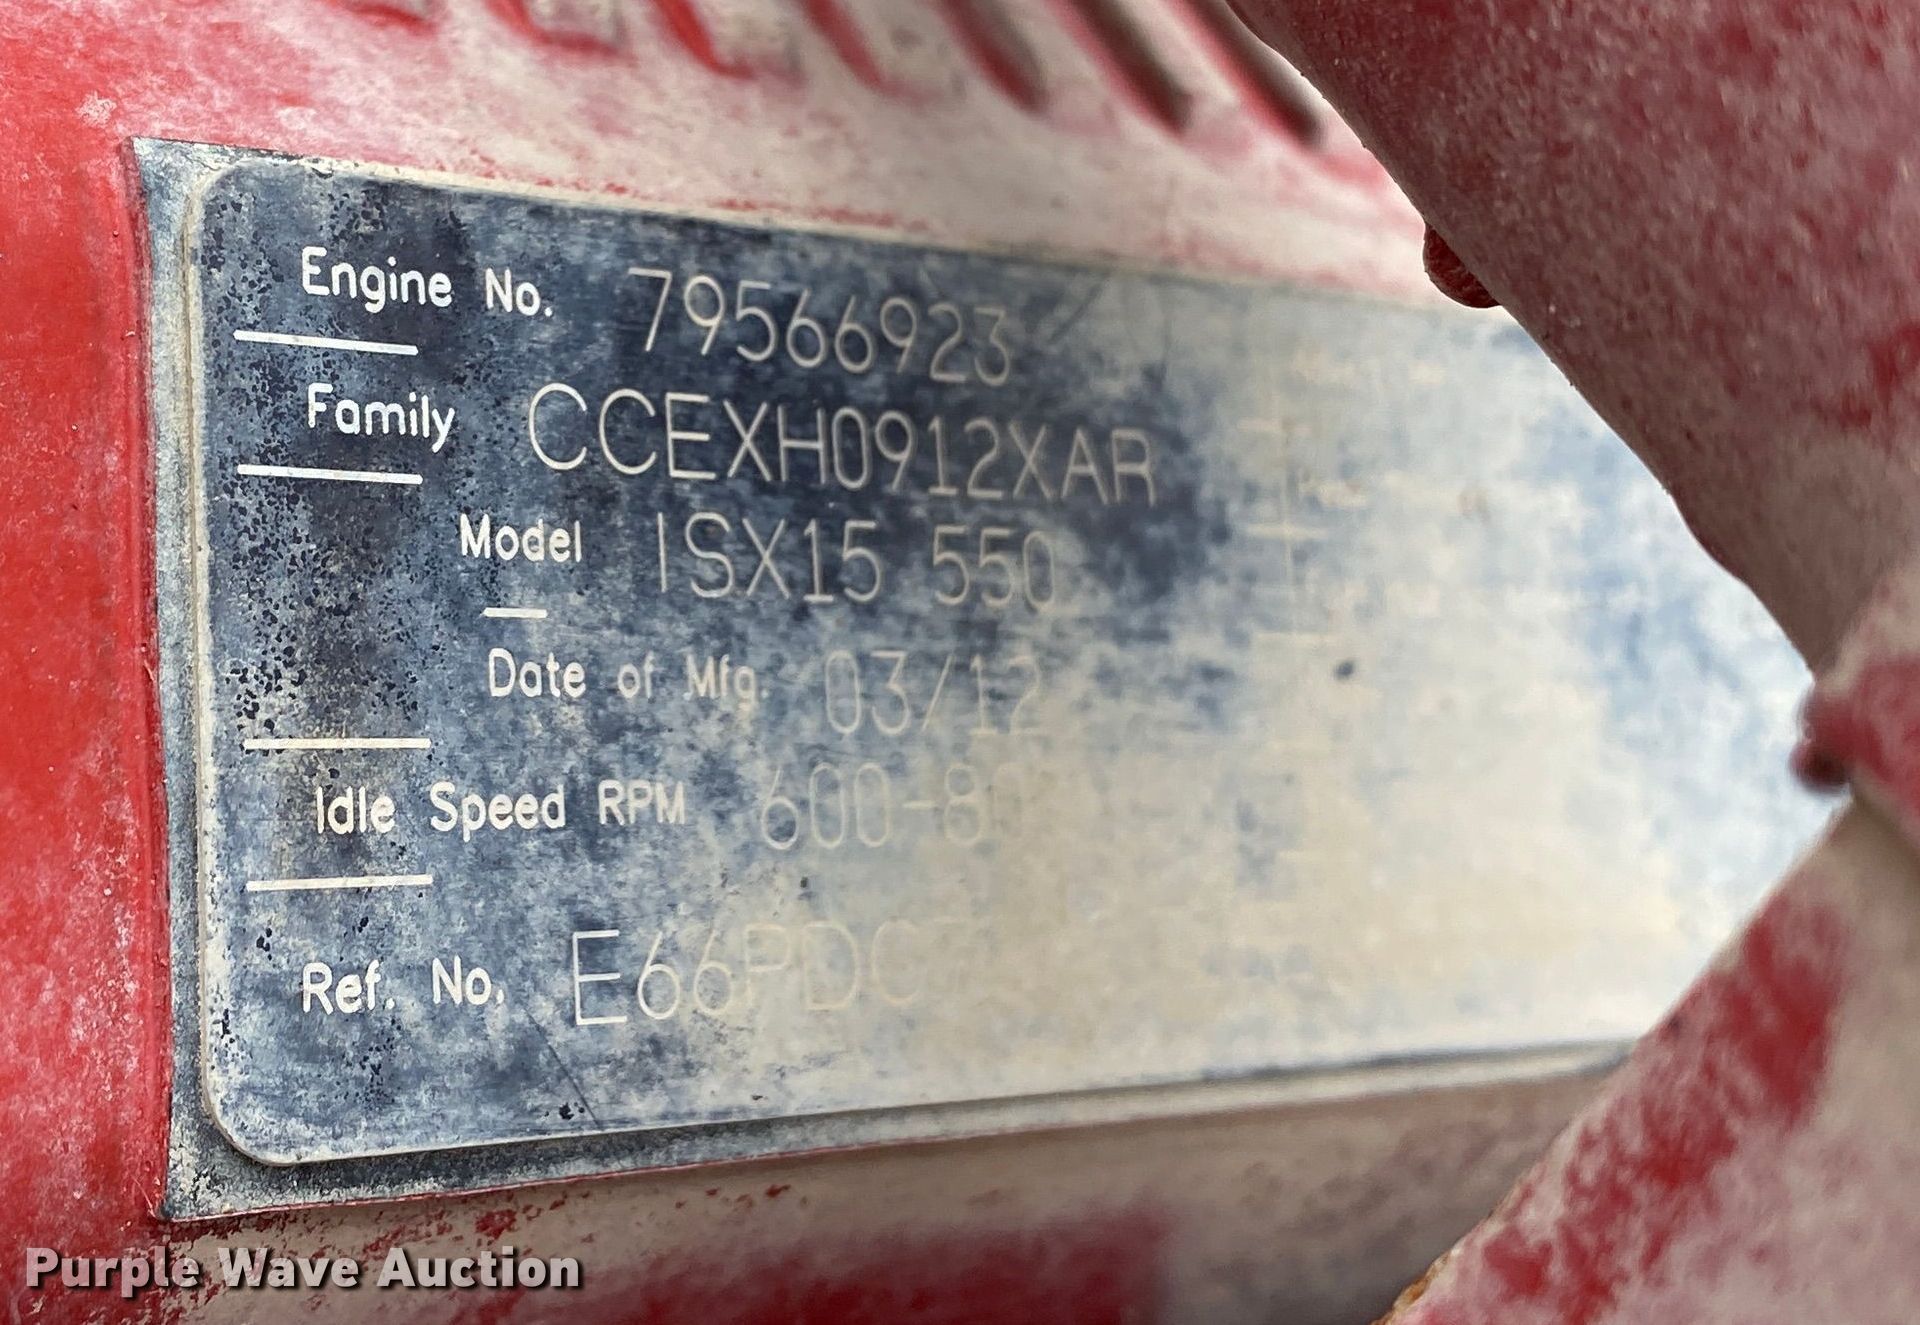 Engine No. 79566923
Family CCEXH0912XAR
Model ISX15 550
Date of Mfg. 03/12
Idle Speed RPM 600-80
Ref. No. E66PDC
Purple Wave Auction